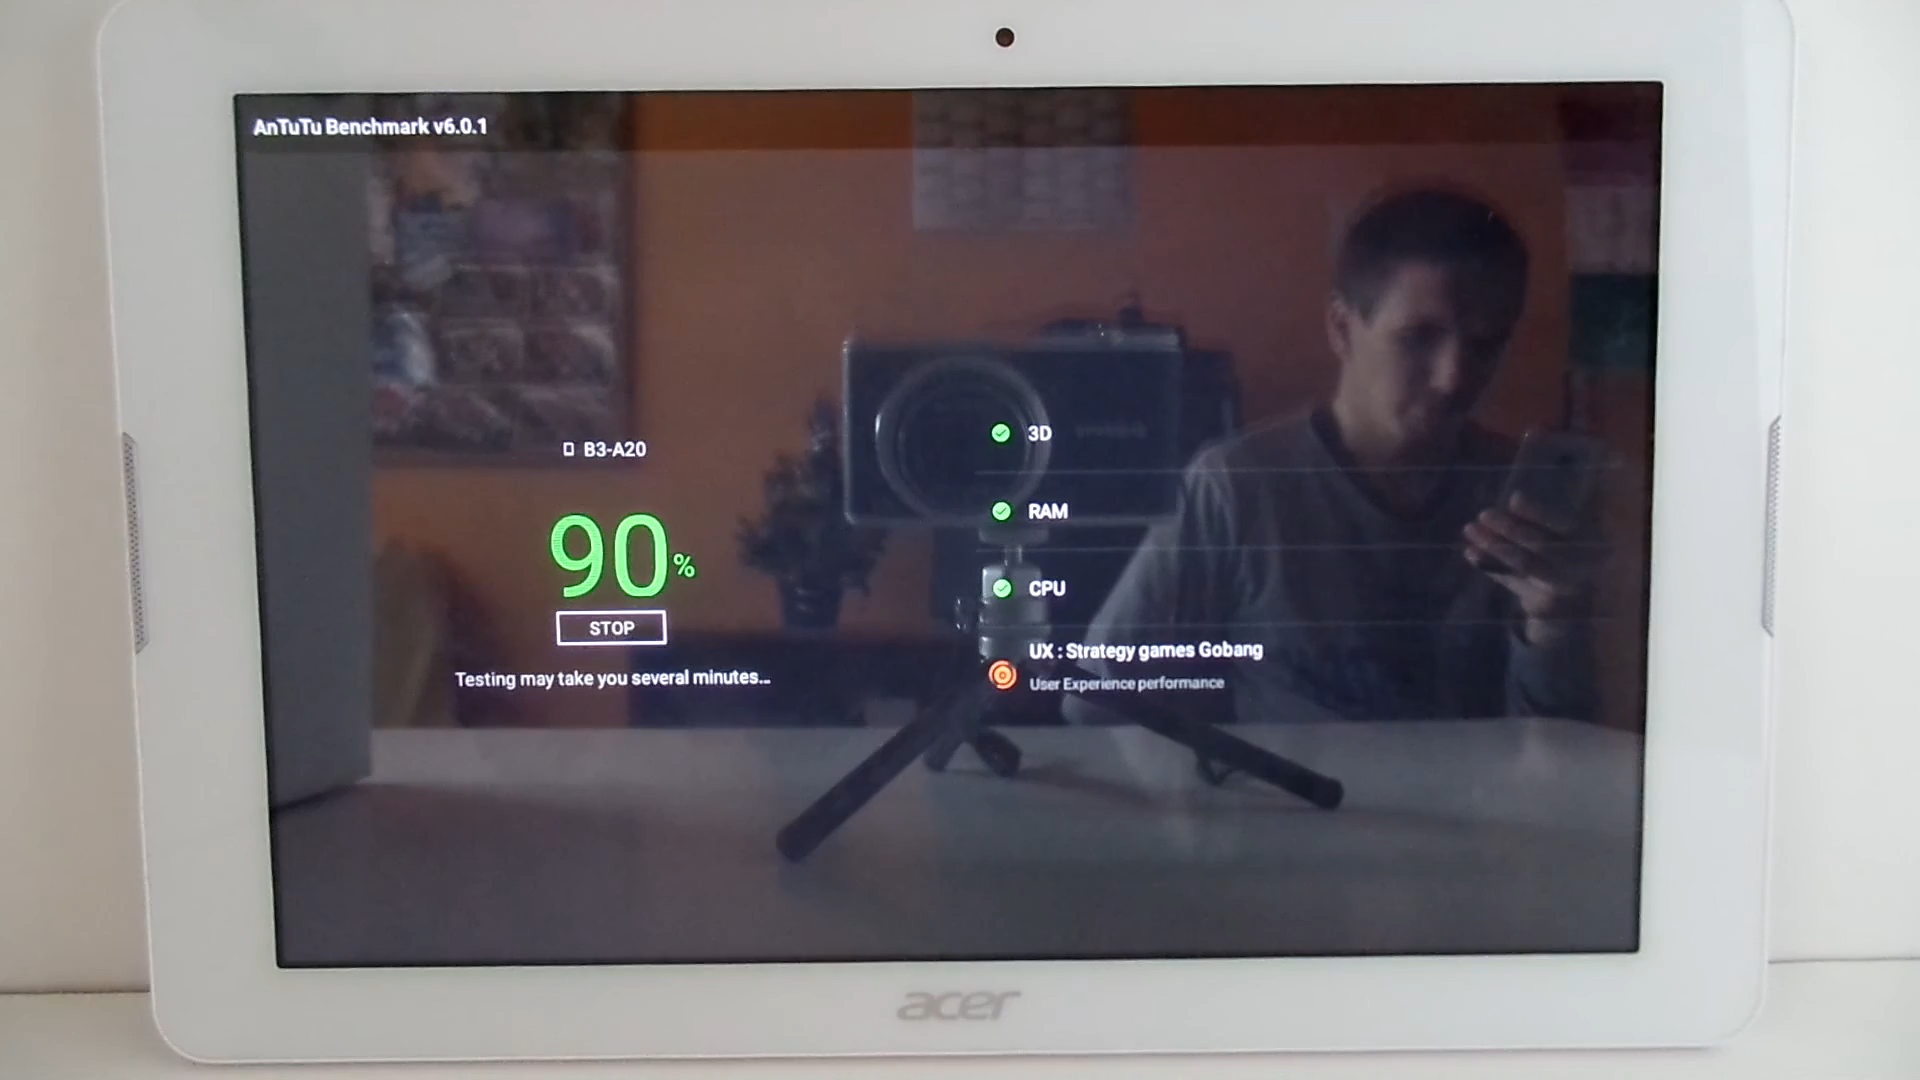 AnTuTu Benchmark v6.0.1
B3-A20
90%
STOP
Testing may take you several minutes...
3D
RAM
CPU
UX : Strategy games Gobang
User Experience performance
acer